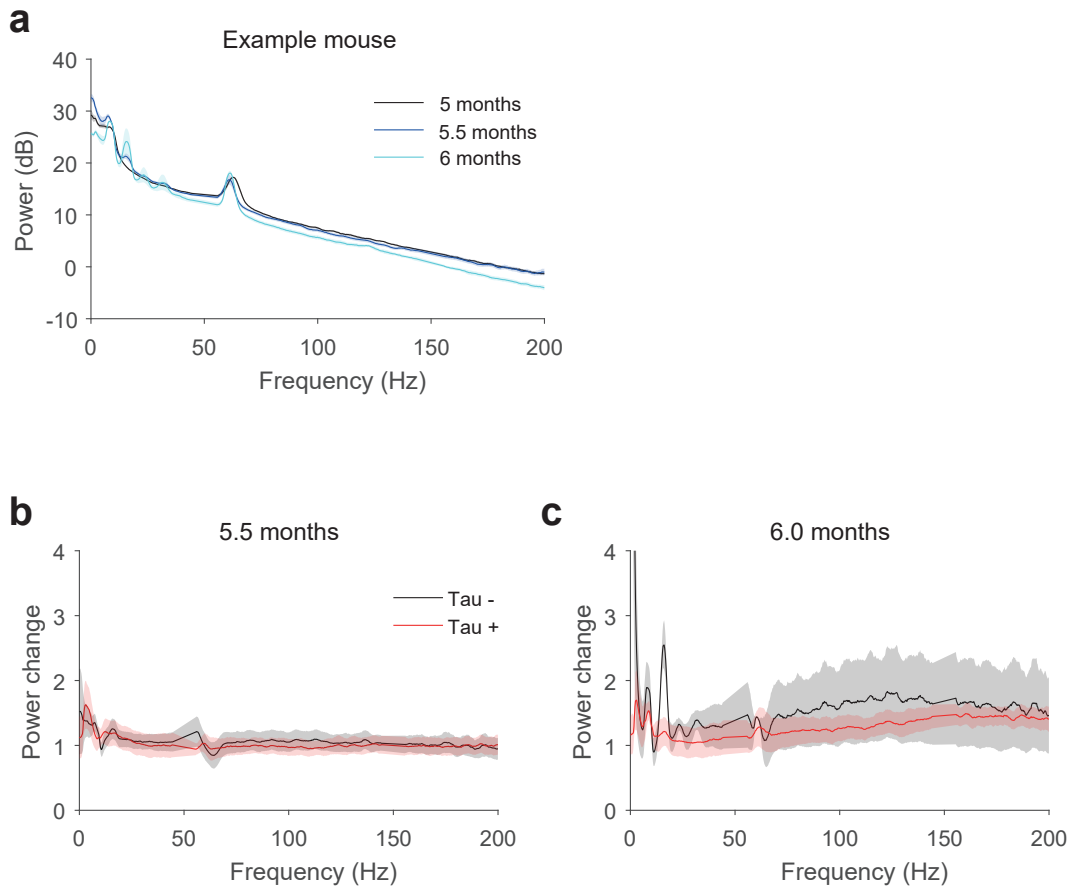 a
Example mouse
40
30
20
10
0
-10
Power (dB)
5 months
5.5 months
6 months
0 50 100 150 200
Frequency (Hz)
b
5.5 months
4
3
2
1
0
Power change
Tau -
Tau +
0 50 100 150 200
Frequency (Hz)
c
6.0 months
4
3
2
1
0
Power change
0 50 100 150 200
Frequency (Hz)